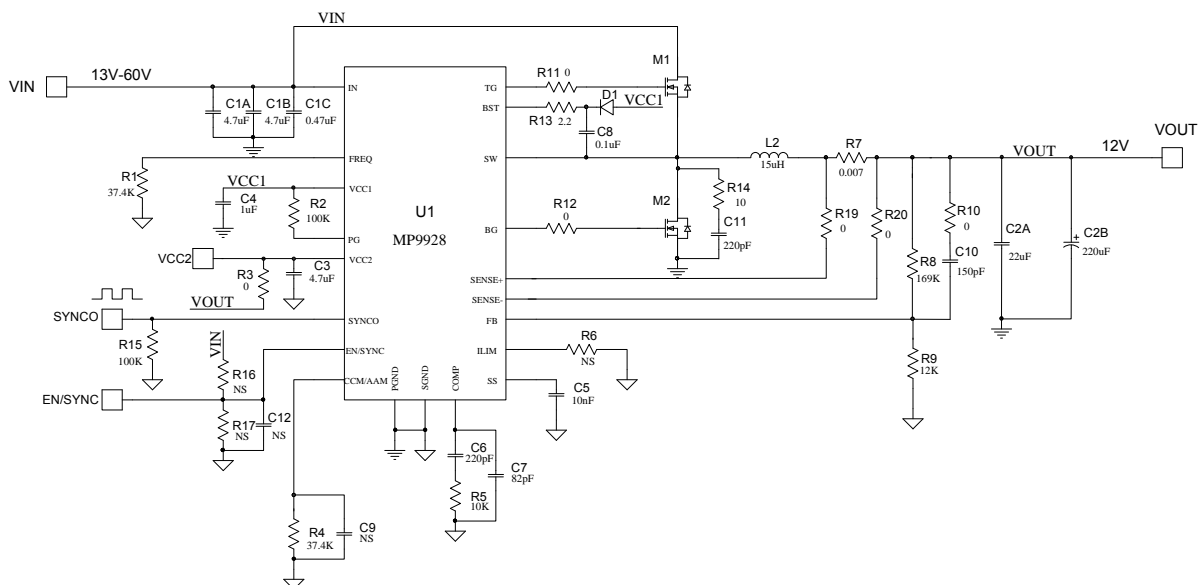 VIN
VIN
13V-60V
C1A
4.7uF
C1B
4.7uF
C1C
0.47uF
R1
37.4K
VCC1
C4
1uF
R2
100K
VCC2
R3
0
C3
4.7uF
VOUT
SYNCO
R15
100K
VIN
R16
NS
EN/SYNC
R17
NS
C12
NS
R4
37.4K
C9
NS
IN
FREQ
VCC1
PG
VCC2
SYNCO
EN/SYNC
CCM/AAM
U1
MP9928
PGND
SGND
COMP
TG
BST
SW
BG
SENSE+
SENSE-
FB
ILIM
SS
C6
220pF
R5
10K
C7
82pF
R11 0
R13 2.2
D1
VCC1
C8
0.1uF
M1
R12
0
M2
R14
10
C11
220pF
R6
NS
C5
10nF
L2
15uH
R7
0.007
R19
0
R20
0
R8
169K
R10
0
C10
150pF
R9
12K
C2A
22uF
C2B
+
220uF
VOUT
12V
VOUT